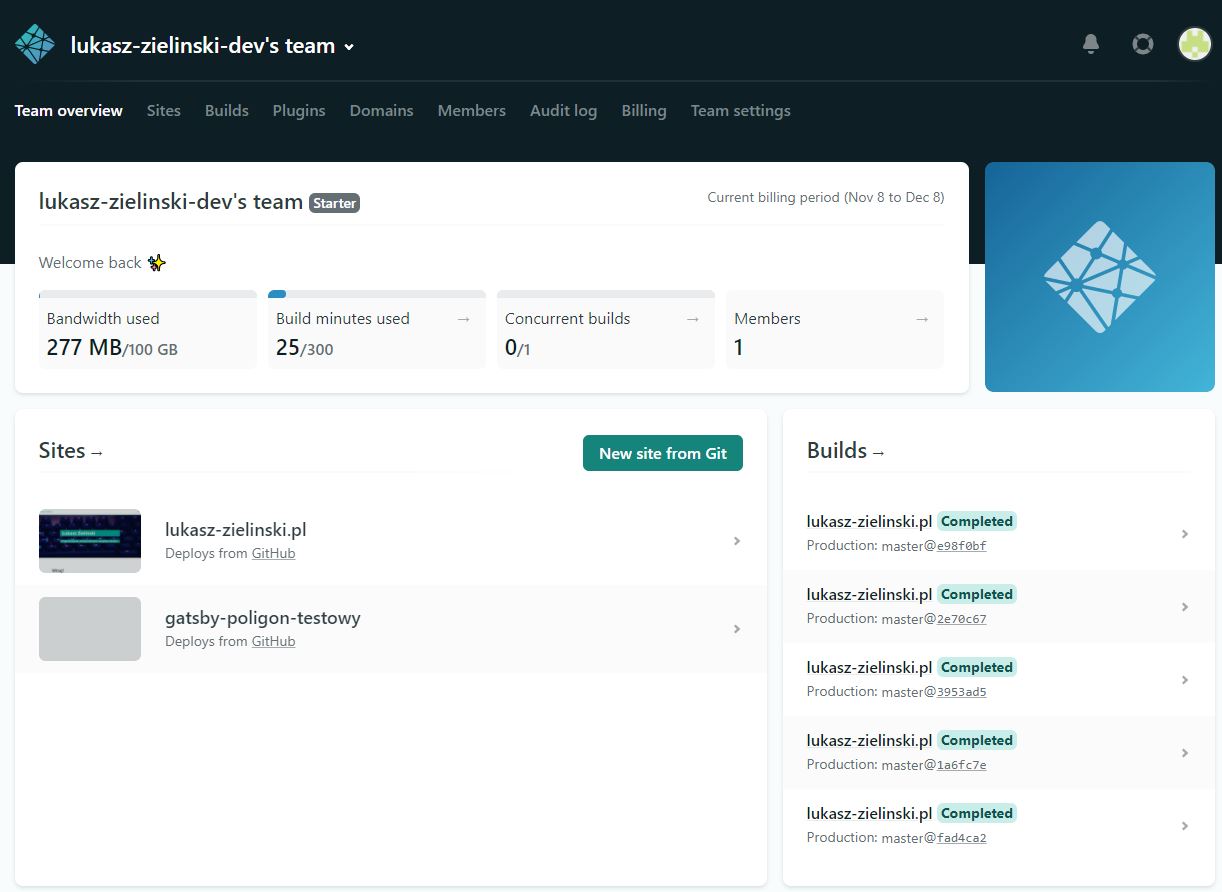 lukasz-zielinski-dev's team
Team overview Sites Builds Plugins Domains Members Audit log Billing Team settings
lukasz-zielinski-dev's team Starter
Current billing period (Nov 8 to Dec 8)
Welcome back ✨
Bandwidth used
277 MB/100 GB
Build minutes used →
25/300
Concurrent builds →
0/1
Members →
1
Sites →
New site from Git
lukasz-zielinski.pl
Deploys from GitHub
gatsby-poligon-testowy
Deploys from GitHub
Builds →
lukasz-zielinski.pl Completed
Production: master@e98f0bf
lukasz-zielinski.pl Completed
Production: master@2e70c67
lukasz-zielinski.pl Completed
Production: master@3953ad5
lukasz-zielinski.pl Completed
Production: master@1a6fc7e
lukasz-zielinski.pl Completed
Production: master@fad4ca2